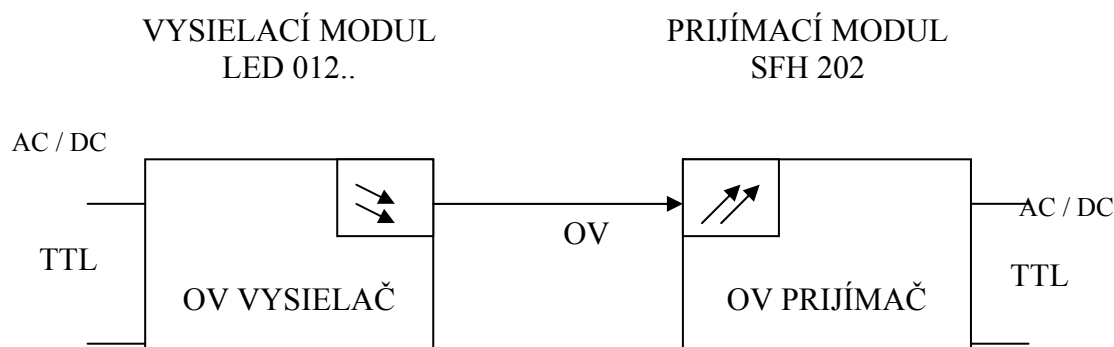 VYSIELACÍ MODUL
LED 012..
PRIJÍMACÍ MODUL
SFH 202
AC / DC
AC / DC
OV
TTL
TTL
OV VYSIELAČ
OV PRIJÍMAČ